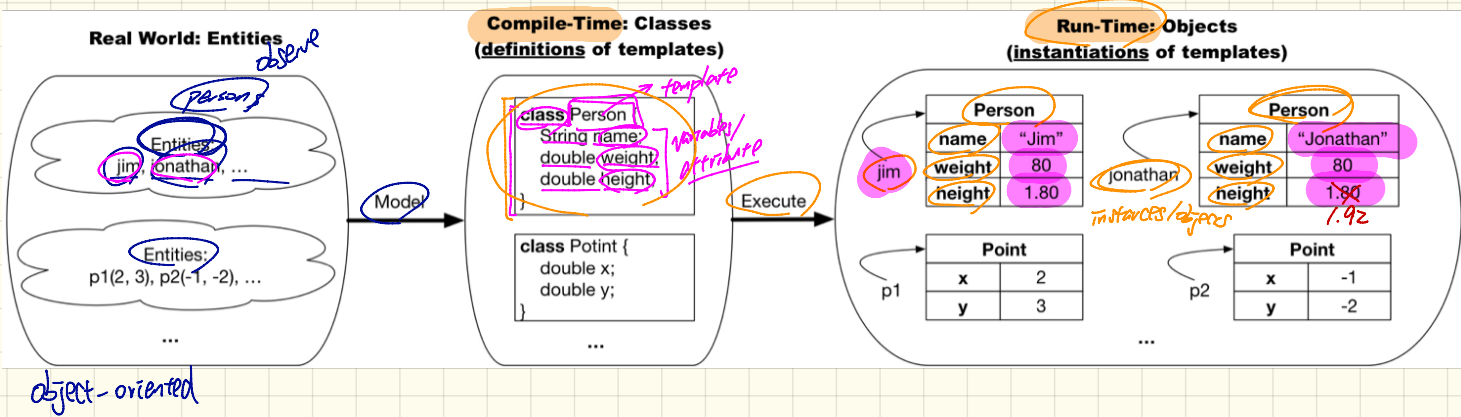 Real World: Entities
observe
persons
Entities:
jim, jonathan, ...
Entities:
p1(2, 3), p2(-1, -2), ...
...
object-oriented
Model
Compile-Time: Classes
(definitions of templates)
template
class Person {
String name;
double weight;
double height;
}
variables/
attribute
class Potint {
double x;
double y;
}
...
Execute
Run-Time: Objects
(instantiations of templates)
jim
Person
name "Jim"
weight 80
height 1.80
jonathan
instances/objects
Person
name "Jonathan"
weight 80
height 1.80
1.92
p1
Point
x 2
y 3
p2
Point
x -1
y -2
...